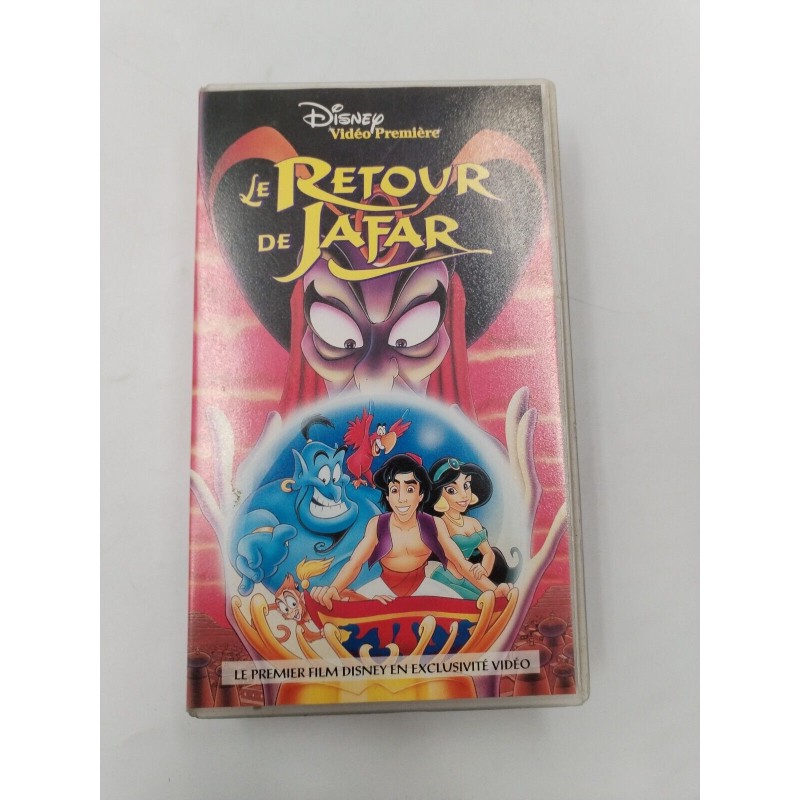 Disney
Vidéo Première
LE RETOUR
DE JAFAR
LE PREMIER FILM DISNEY EN EXCLUSIVITÉ VIDÉO